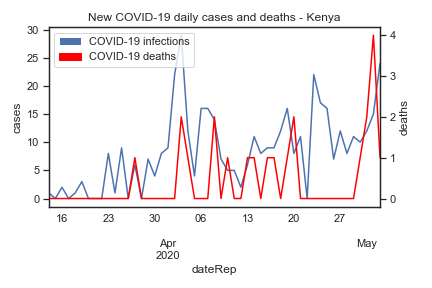 New COVID-19 daily cases and deaths - Kenya
COVID-19 infections
COVID-19 deaths
30
25
20
15
10
5
0
cases
4
3
2
1
0
deaths
16 23 30 06 13 20 27
Apr May
2020
dateRep